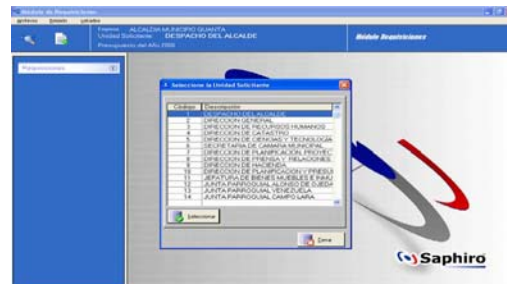 Módulo de Requisiciones
Archivo Emisión Listados
Empresa: ALCALDIA MUNICIPIO GUANTA
Unidad Solicitante: DESPACHO DEL ALCALDE
Presupuesto del Año 2006
Módulo Requisiciones
Requisiciones
Seleccione la Unidad Solicitante
Código Descripción
1 DESPACHO DEL ALCALDE
2 DIRECCION GENERAL
3 DIRECCION DE RECURSOS HUMANOS
4 DIRECCION DE CATASTRO
5 DIRECCION DE CIENCIAS Y TECNOLOGIA
6 SECRETARIA DE CAMARA MUNICIPAL
7 DIRECCION DE PLANIFICACION, PROYEC
8 DIRECCION DE PRENSA Y RELACIONES
9 DIRECCION DE HACIENDA
10 DIRECCION DE PLANIFICACION Y PRESU
11 JEFATURA DE BIENES MUEBLES E INMU
12 JUNTA PARROQUIAL ALONSO DE OJEDA
13 JUNTA PARROQUIAL VENEZUELA
14 JUNTA PARROQUIAL CAMPO LARA
Seleccionar
Cerrar
Saphiro